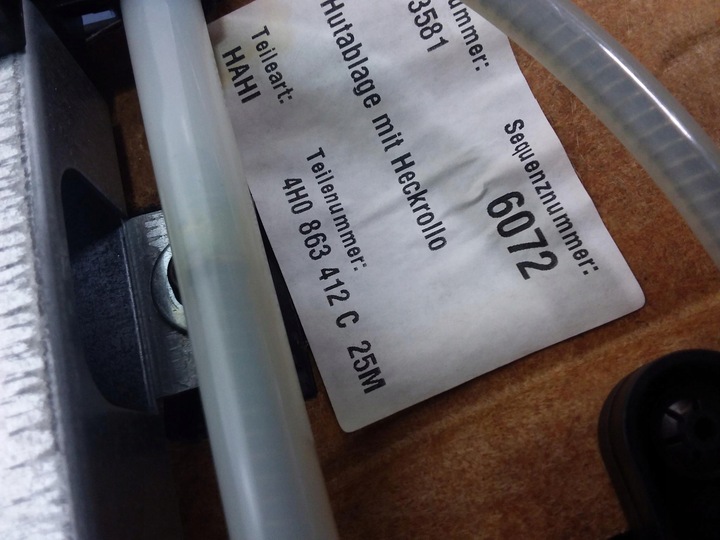 ummer:
3581
Teileart:
HAHI
Hutablage mit Heckrollo
Sequenznummer:
6072
Teilenummer:
4H0 863 412 C 25M